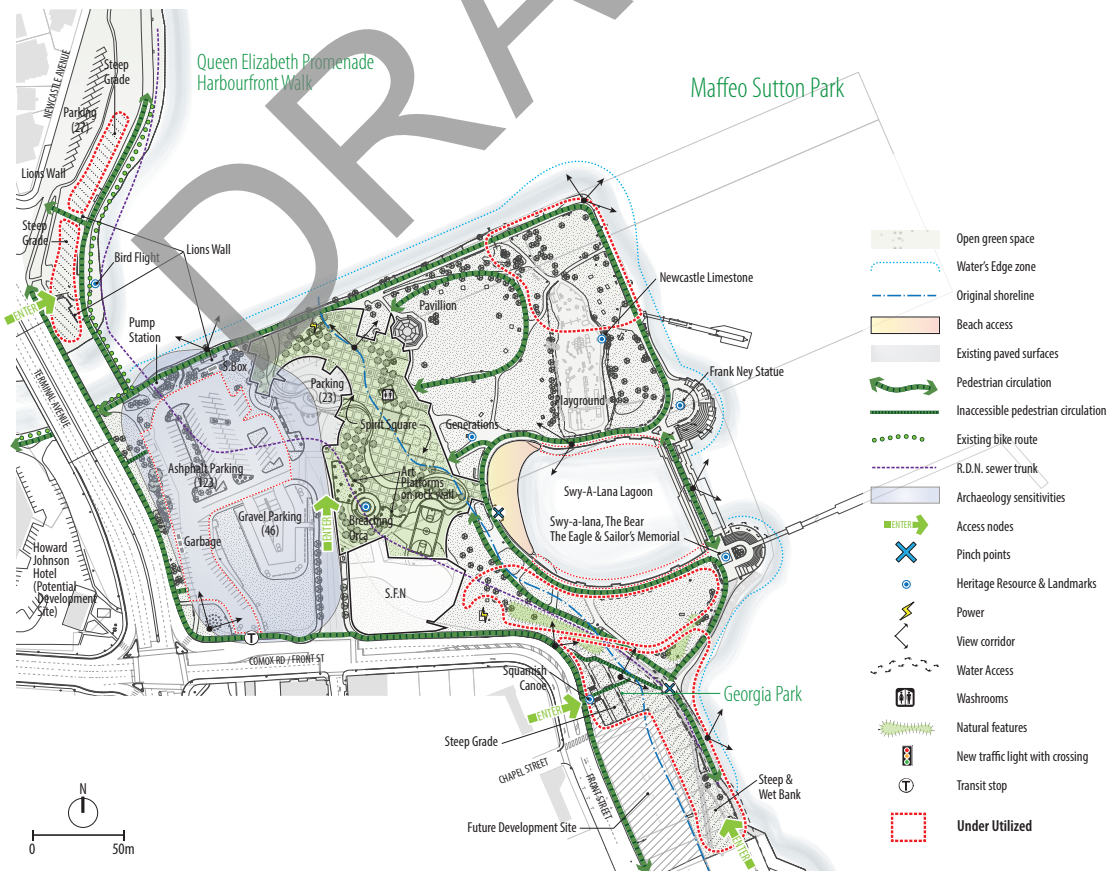 DRA
Queen Elizabeth Promenade
Harbourfront Walk
Maffeo Sutton Park
NEWCASTLE AVENUE
Steep
Grade
Parking
(27)
Lions Wall
Steep
Grade
Bird Flight
Lions Wall
ENTER
Pump
Station
S.Box
TERMINAL AVENUE
Pavillion
Newcastle Limestone
Frank Ney Statue
Parking
(23)
Playground
Spirit Square
Generations
Ashphalt Parking
(123)
Art
Platforms
on rock wall
Swy-A-Lana Lagoon
Swy-a-lana, The Bear
The Eagle & Sailor's Memorial
Gravel Parking
(46)
ENTER
Breaching
Orca
Garbage
Howard
Johnson
Hotel
(Potential
Development
Site)
S.F.N
T
COMOX RD / FRONT ST
Squamish
Canoe
ENTER
Georgia Park
Steep Grade
CHAPEL STREET
FRONT STREET
Steep &
Wet Bank
Future Development Site
ENTER
N
0 50m
Open green space
Water's Edge zone
Original shoreline
Beach access
Existing paved surfaces
Pedestrian circulation
Inaccessible pedestrian circulation
Existing bike route
R.D.N. sewer trunk
Archaeology sensitivities
ENTER Access nodes
Pinch points
Heritage Resource & Landmarks
Power
View corridor
Water Access
Washrooms
Natural features
New traffic light with crossing
T Transit stop
Under Utilized